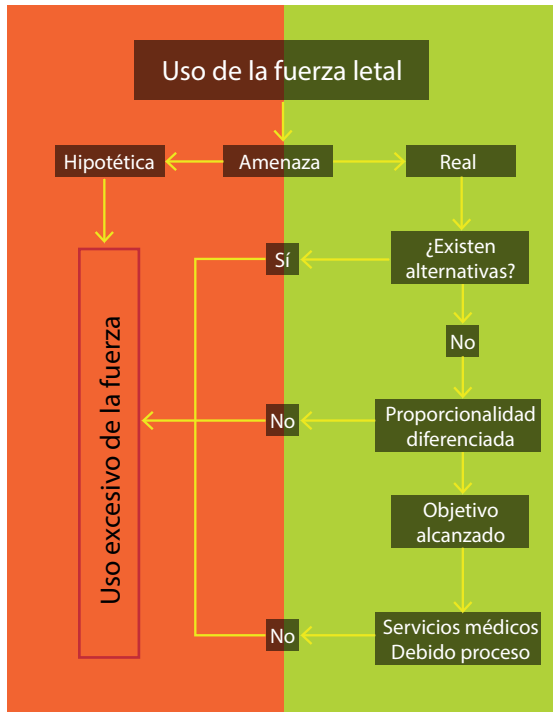 Uso de la fuerza letal
Hipotética
Amenaza
Real
¿Existen
alternativas?
Sí
No
Proporcionalidad
diferenciada
No
Objetivo
alcanzado
Servicios médicos
Debido proceso
No
Uso excesivo de la fuerza